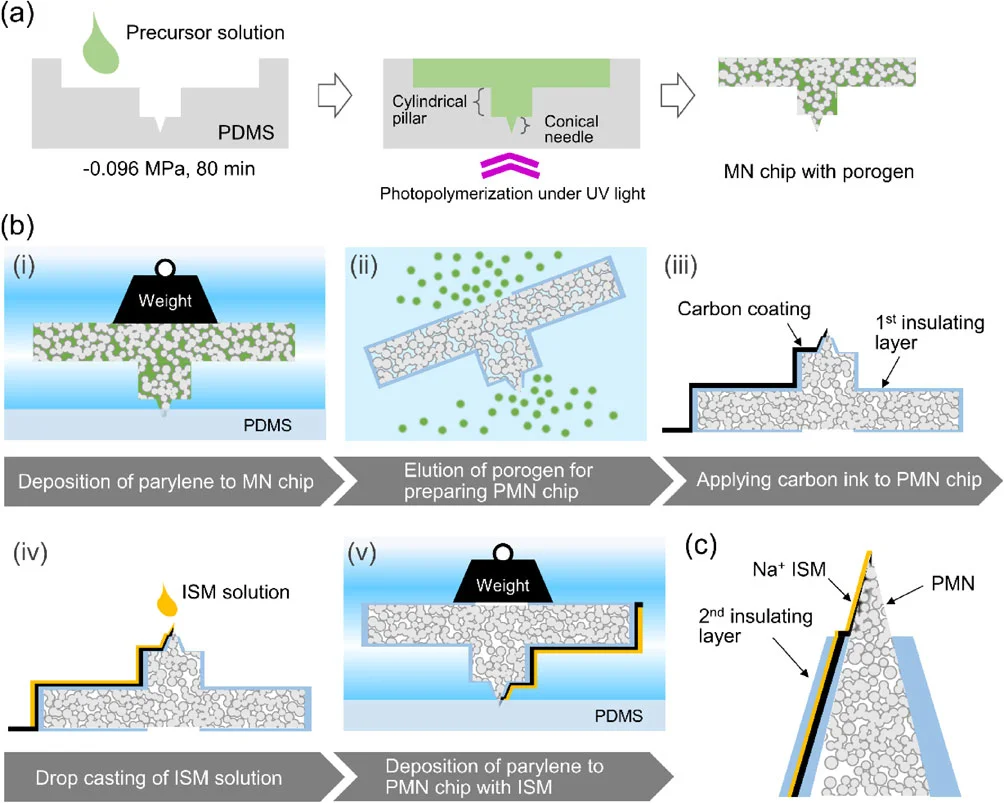 (a)
Precursor solution
PDMS
-0.096 MPa, 80 min
Cylindrical
pillar
Conical
needle
Photopolymerization under UV light
MN chip with porogen
(b)
(i)
Weight
PDMS
Deposition of parylene to MN chip
(ii)
Elution of porogen for
preparing PMN chip
(iii)
Carbon coating
1st insulating
layer
Applying carbon ink to PMN chip
(iv)
ISM solution
Drop casting of ISM solution
(v)
Weight
PDMS
Deposition of parylene to
PMN chip with ISM
(c)
Na+ ISM
PMN
2nd insulating
layer